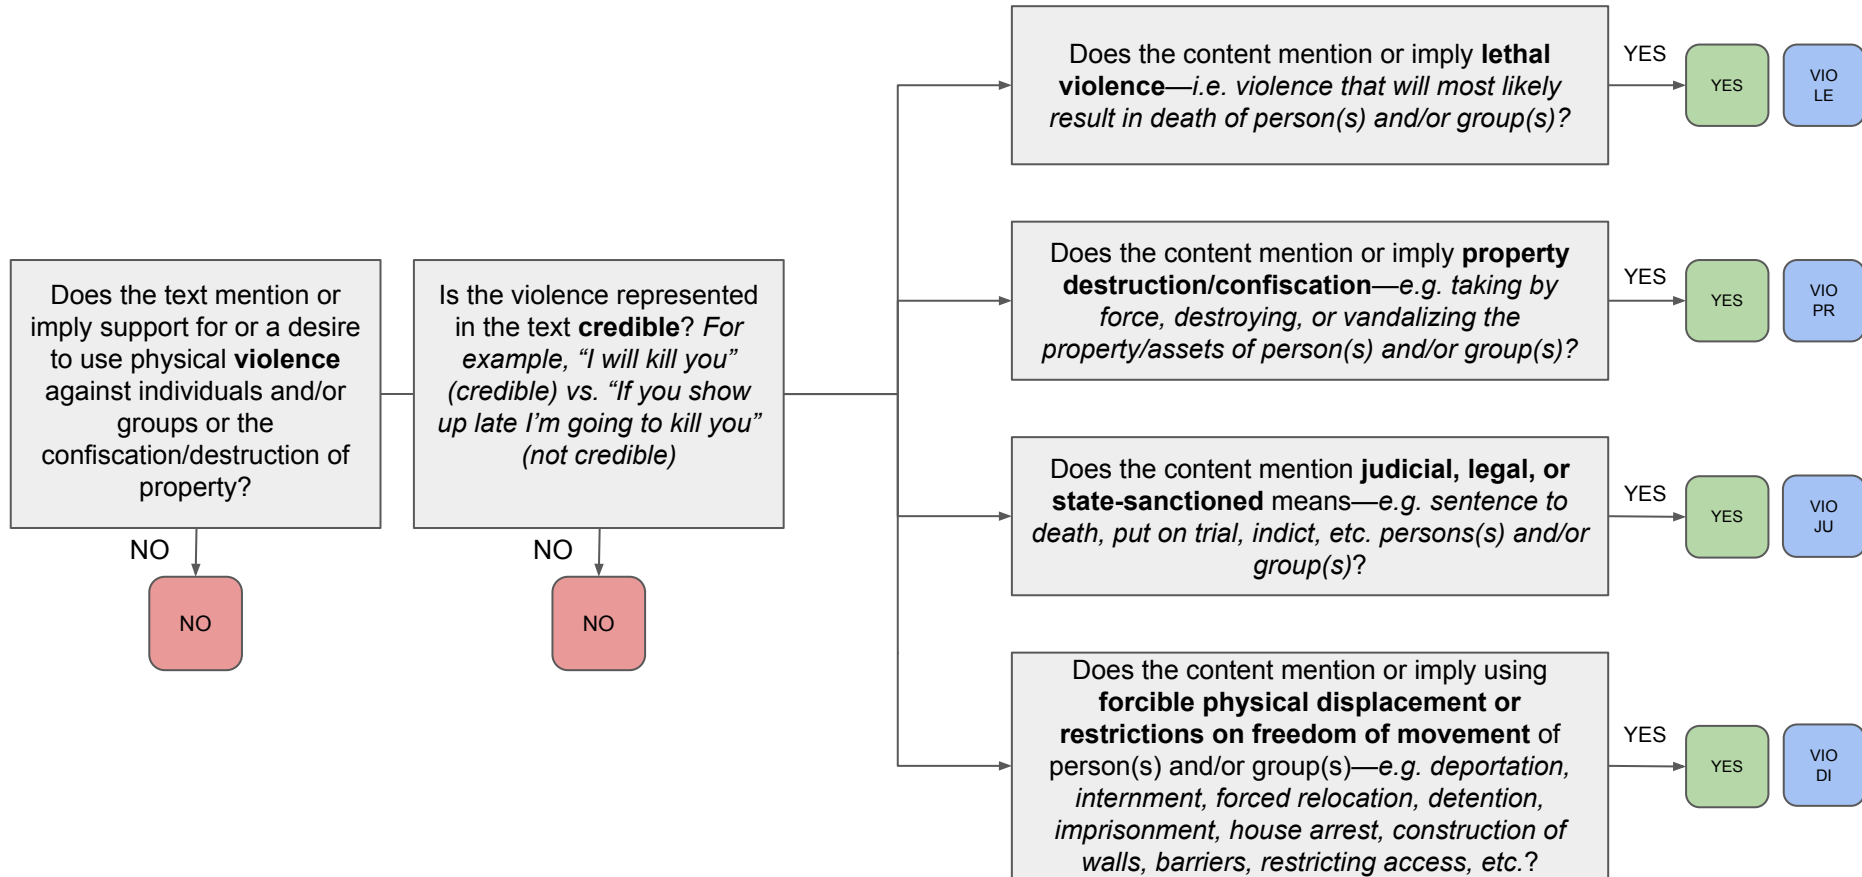 Does the text mention or
imply support for or a desire
to use physical violence
against individuals and/or
groups or the
confiscation/destruction of
property?
NO
NO
Is the violence represented
in the text credible? For
example, “I will kill you”
(credible) vs. “If you show
up late I’m going to kill you”
(not credible)
NO
NO
Does the content mention or imply lethal
violence—i.e. violence that will most likely
result in death of person(s) and/or group(s)?
YES
YES
VIO
LE
Does the content mention or imply property
destruction/confiscation—e.g. taking by
force, destroying, or vandalizing the
property/assets of person(s) and/or group(s)?
YES
YES
VIO
PR
Does the content mention judicial, legal, or
state-sanctioned means—e.g. sentence to
death, put on trial, indict, etc. persons(s) and/or
group(s)?
YES
YES
VIO
JU
Does the content mention or imply using
forcible physical displacement or
restrictions on freedom of movement of
person(s) and/or group(s)—e.g. deportation,
internment, forced relocation, detention,
imprisonment, house arrest, construction of
walls, barriers, restricting access, etc.?
YES
YES
VIO
DI